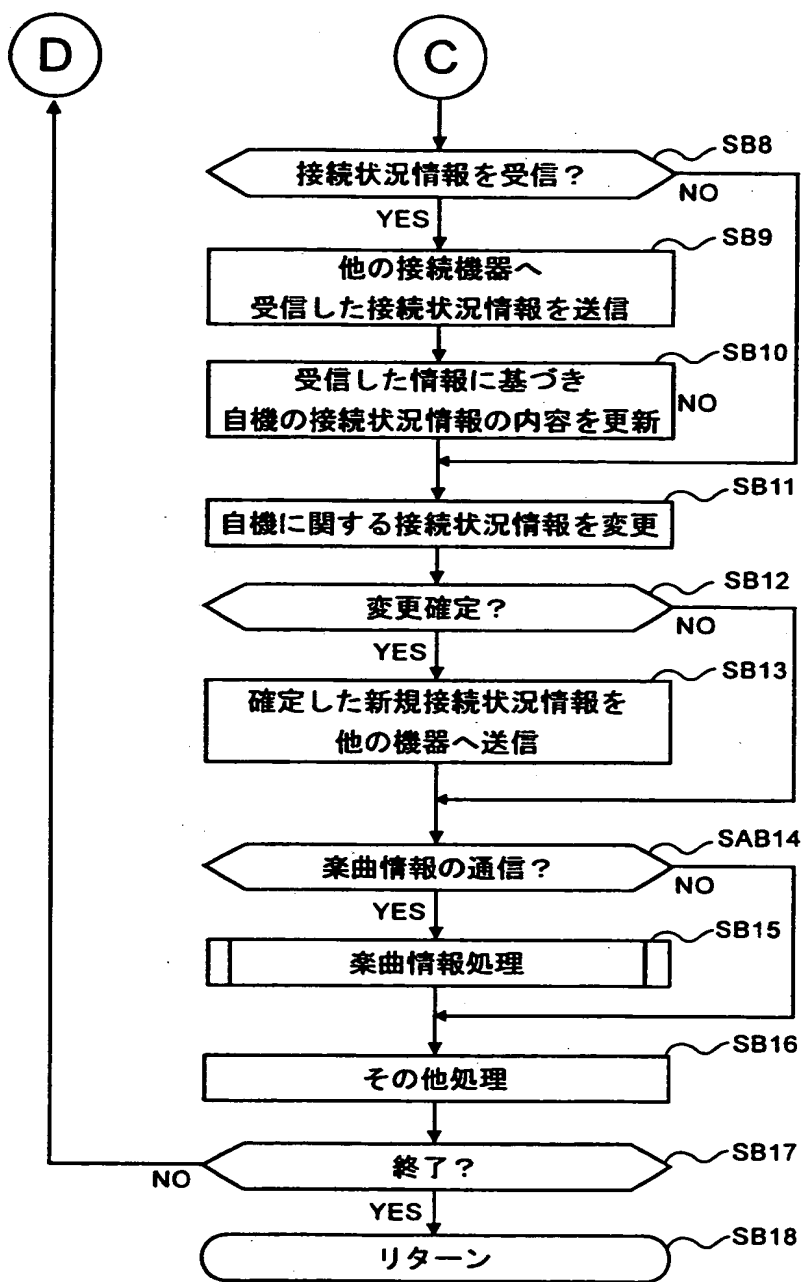 D
C
SB8
接続状況情報を受信？
NO
YES
SB9
他の接続機器へ
受信した接続状況情報を送信
SB10
受信した情報に基づき
自機の接続状況情報の内容を更新
NO
SB11
自機に関する接続状況情報を変更
SB12
変更確定？
NO
YES
SB13
確定した新規接続状況情報を
他の機器へ送信
SAB14
楽曲情報の通信？
NO
YES
SB15
楽曲情報処理
SB16
その他処理
SB17
終了？
NO
YES
SB18
リターン